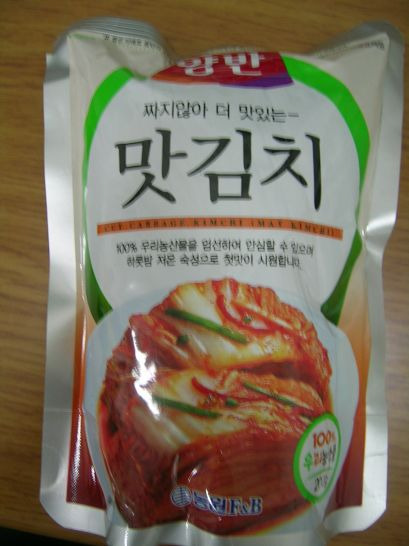 양반
짜지않아 더 맛있는—
맛김치
CUT CABBAGE KIMCHI (MAT KIMCHI)
100% 우리농산물을 엄선하여 안심할 수 있으며
하룻밤 저온 숙성으로 첫맛이 시원합니다.
100%
우리농산물
동원F&B